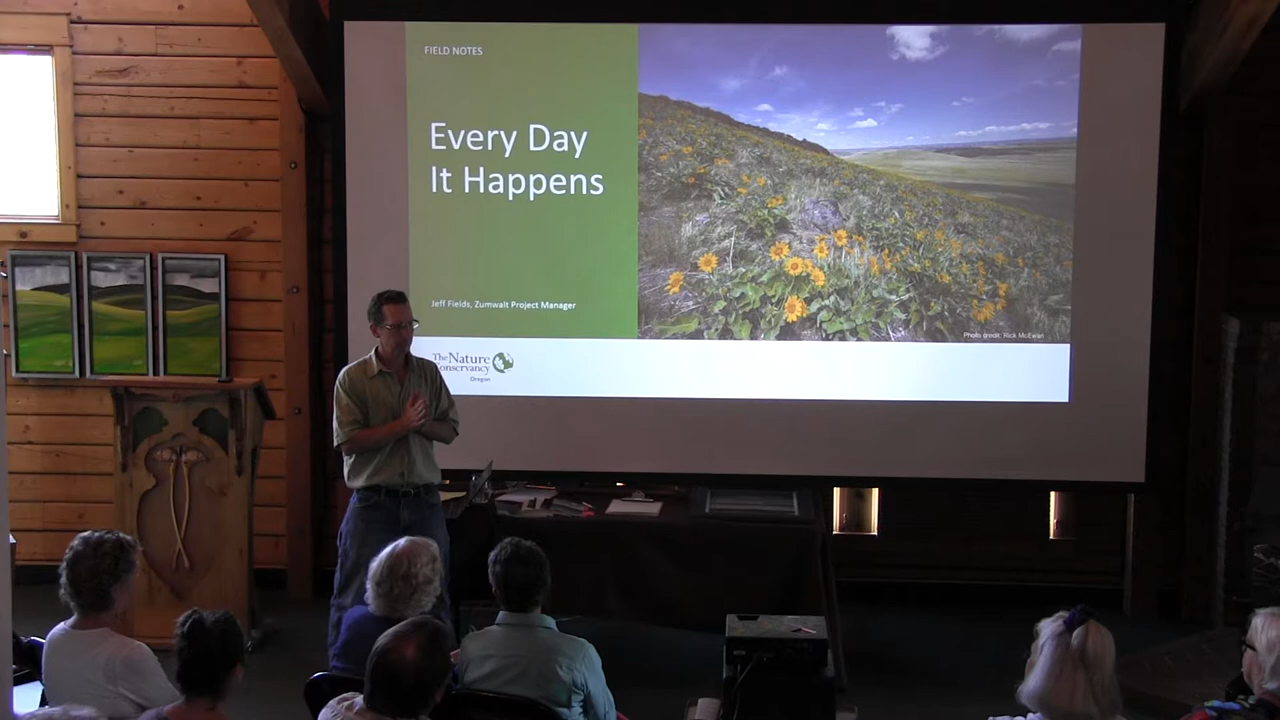 FIELD NOTES
Every Day
It Happens
Jeff Fields, Zumwalt Project Manager
Photo credit: Rick McEwan
The Nature
Conservancy
Oregon